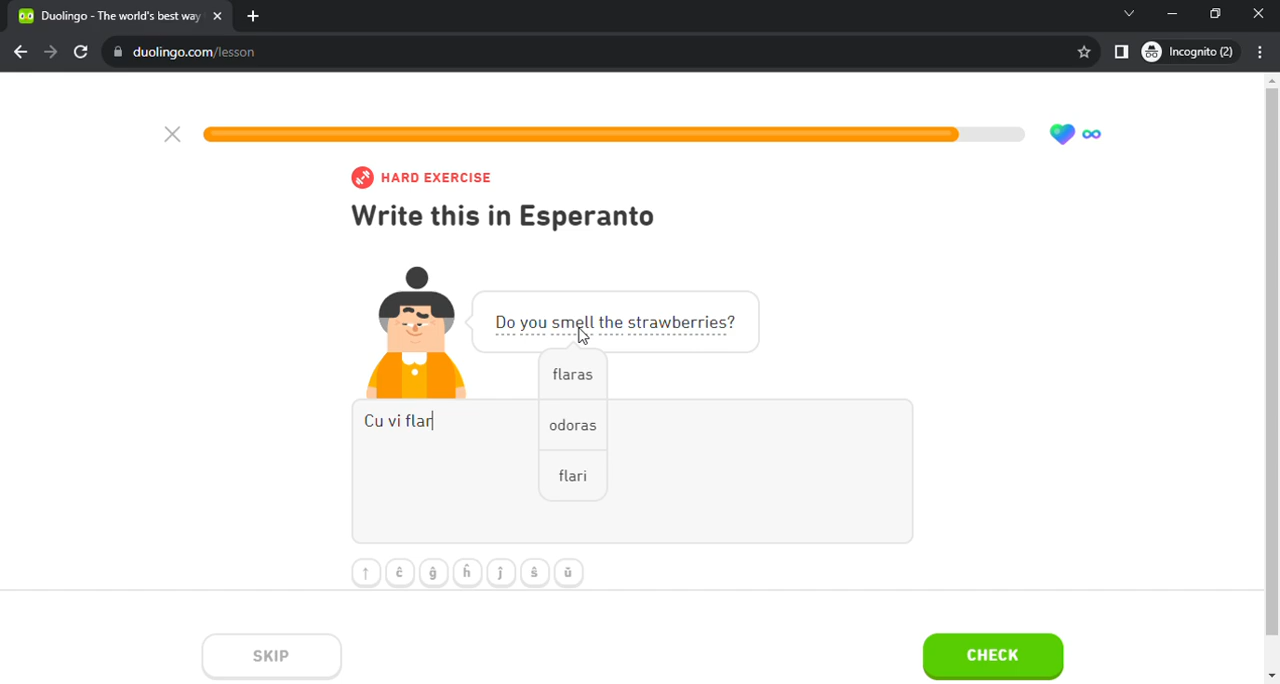 Duolingo - The world's best way
duolingo.com/lesson
Incognito (2)
HARD EXERCISE
Write this in Esperanto
Do you smell the strawberries?
flaras
odoras
flari
Cu vi flar
↑ ĉ ĝ ĥ ĵ ŝ ŭ
SKIP
CHECK